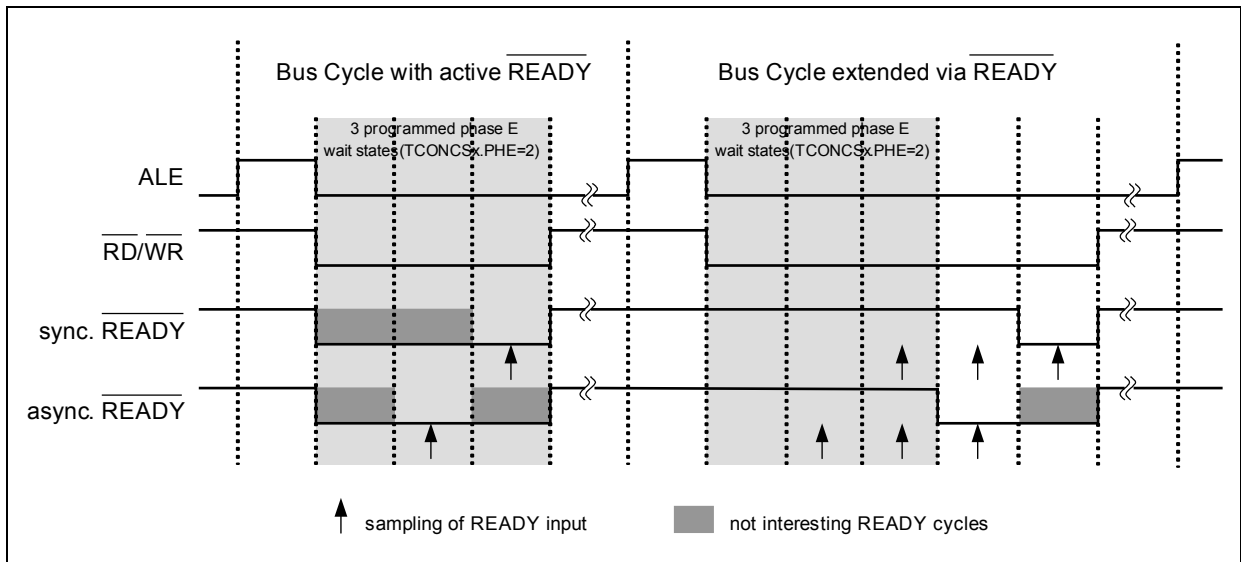 Bus Cycle with active READY
Bus Cycle extended via READY
3 programmed phase E
wait states(TCONCSx.PHE=2)
3 programmed phase E
wait states(TCONCSx.PHE=2)
ALE
RD/WR
sync. READY
async. READY
sampling of READY input
not interesting READY cycles